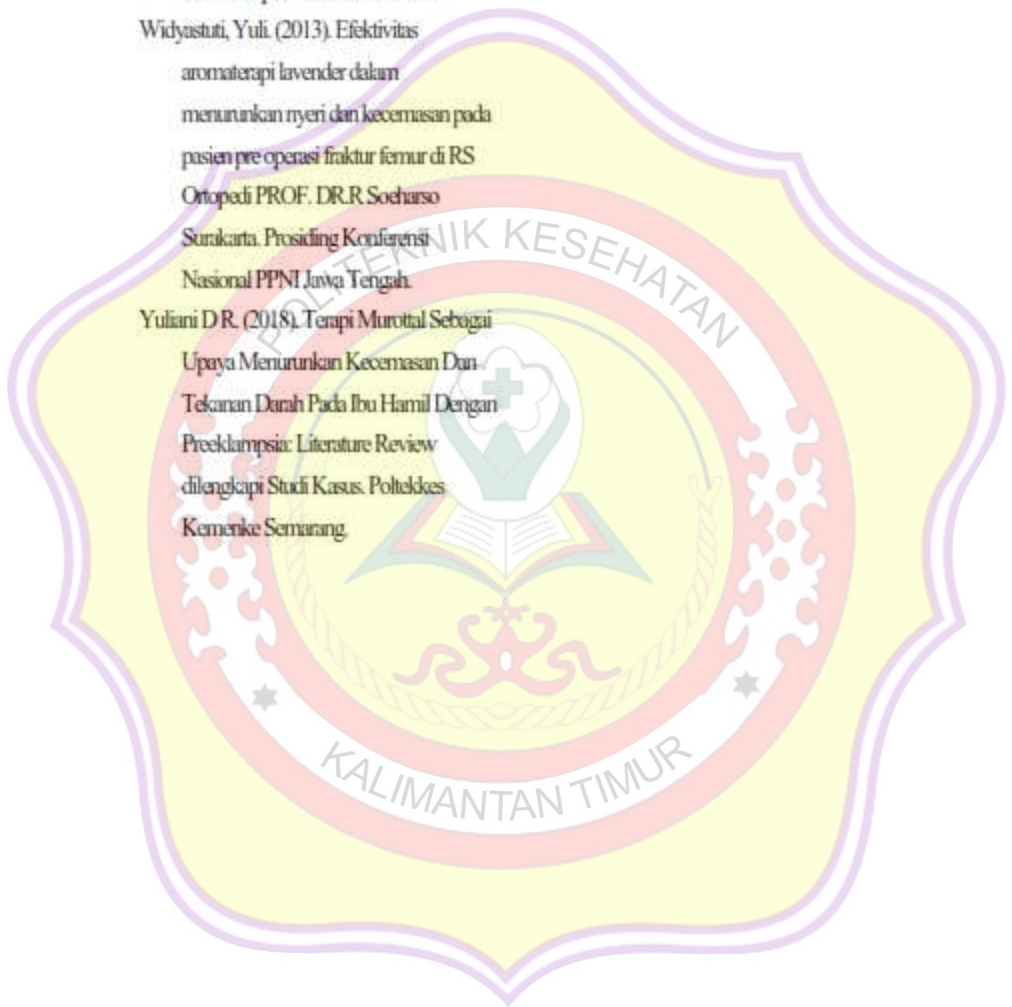 Widyastuti, Yuli. (2013). Efektivitas
aromaterapi lavender dalam
menurunkan nyeri dan kecemasan pada
pasien pre operasi fraktur femur di RS
Ortopedi PROF. DR.R Soeharso
Surakarta. Prosiding Konferensi
Nasional PPNI Jawa Tengah.
Yuliani D R. (2018). Terapi Murottal Sebagai
Upaya Menurunkan Kecemasan Dan
Tekanan Darah Pada Ibu Hamil Dengan
Preeklampsia: Literature Review
dilengkapi Studi Kasus. Poltekkes
Kemenke Semarang.
POLITEKNIK KESEHATAN
KALIMANTAN TIMUR